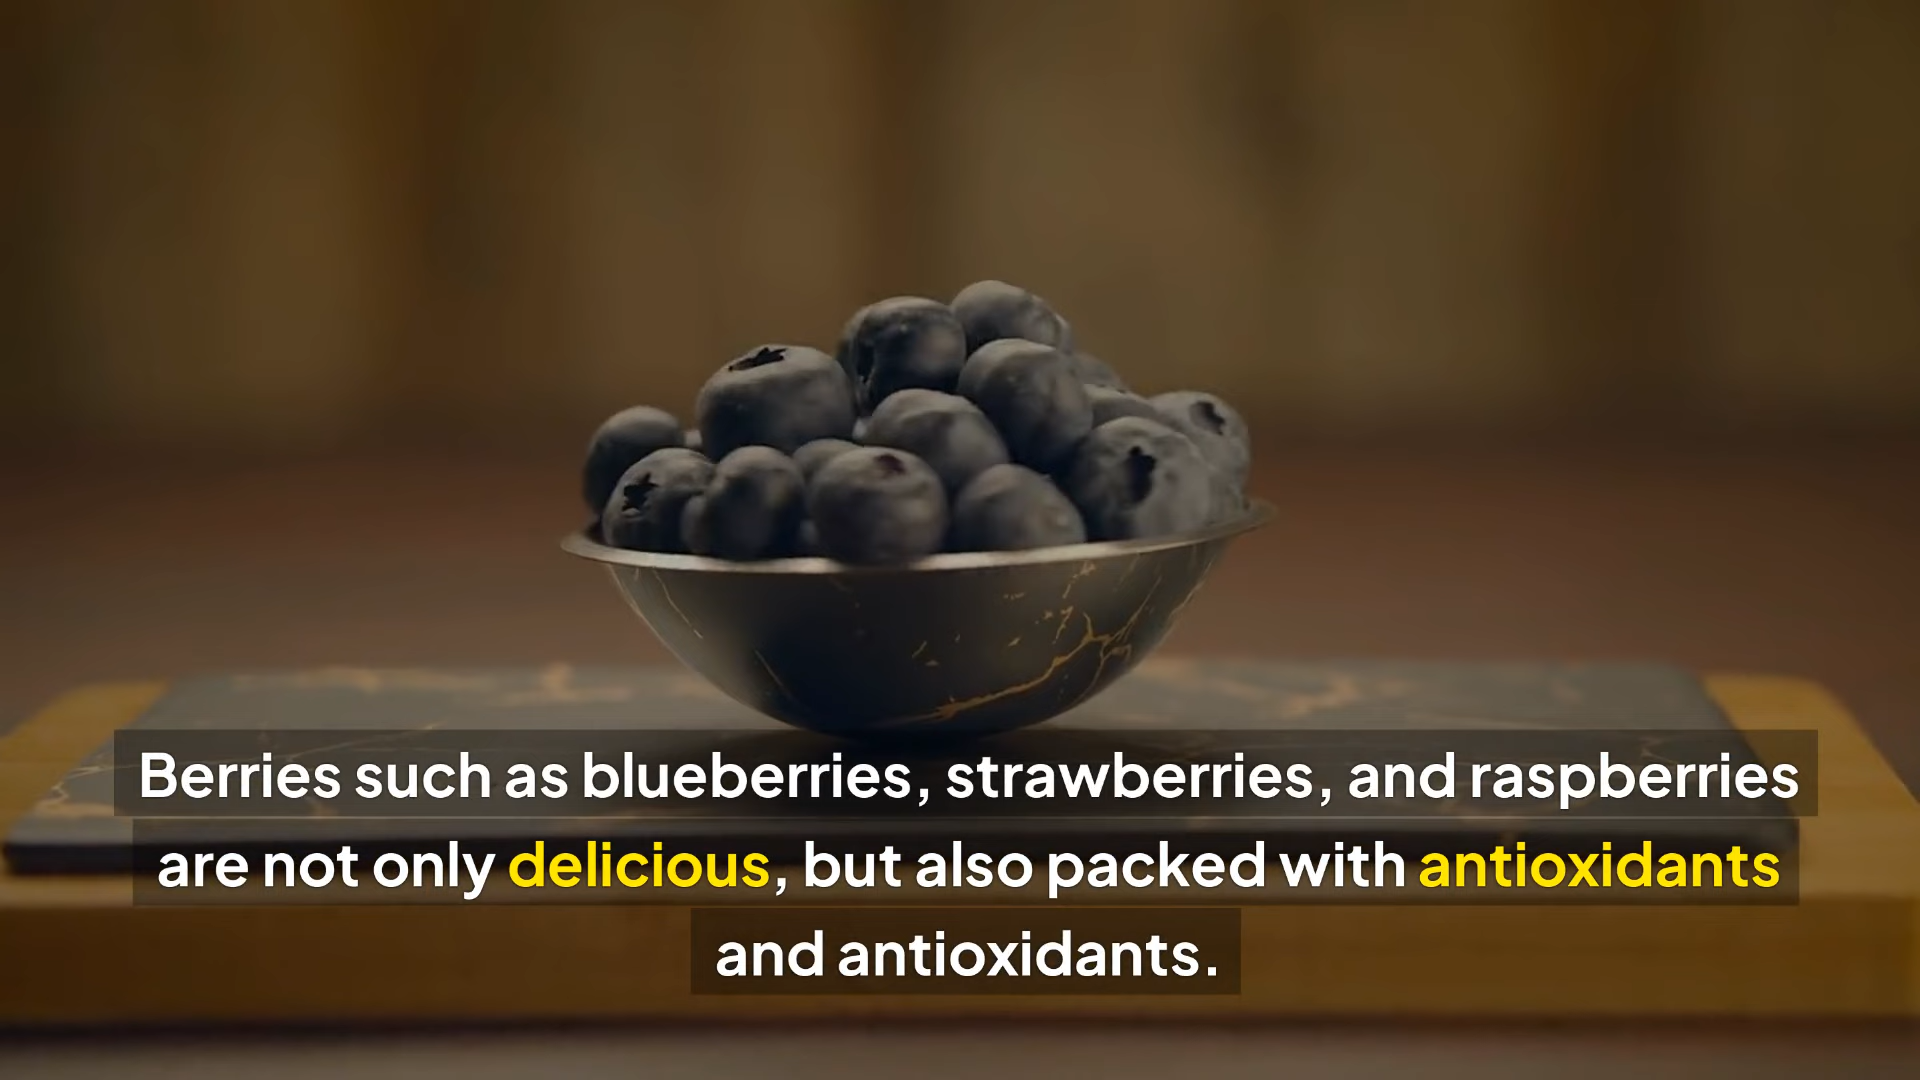 Berries such as blueberries, strawberries, and raspberries
are not only delicious, but also packed with antioxidants
and antioxidants.